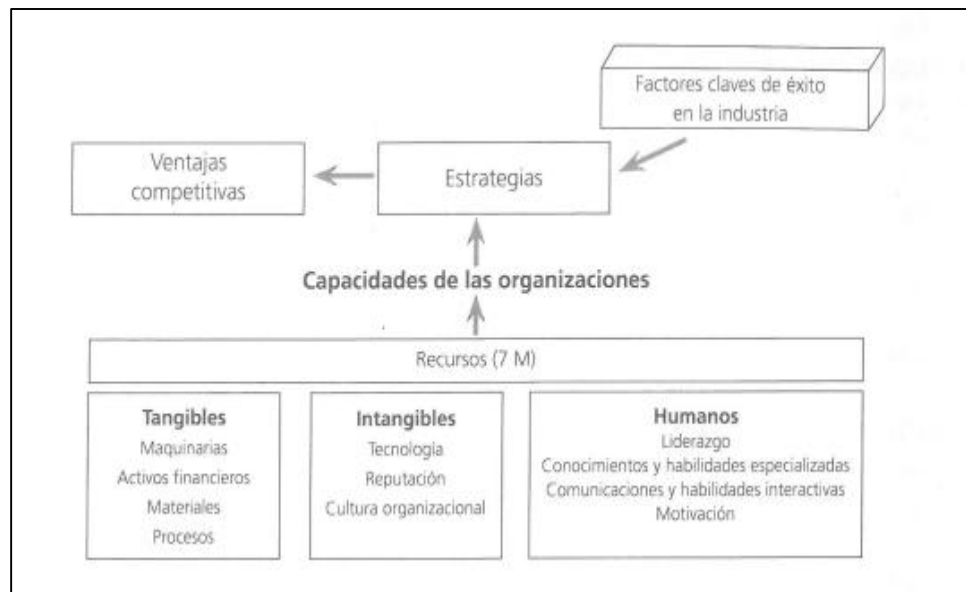 Factores claves de éxito
en la industria
Ventajas
competitivas
Estrategias
Capacidades de las organizaciones
Recursos (7 M)
Tangibles
Maquinarias
Activos financieros
Materiales
Procesos
Intangibles
Tecnología
Reputación
Cultura organizacional
Humanos
Liderazgo
Conocimientos y habilidades especializadas
Comunicaciones y habilidades interactivas
Motivación